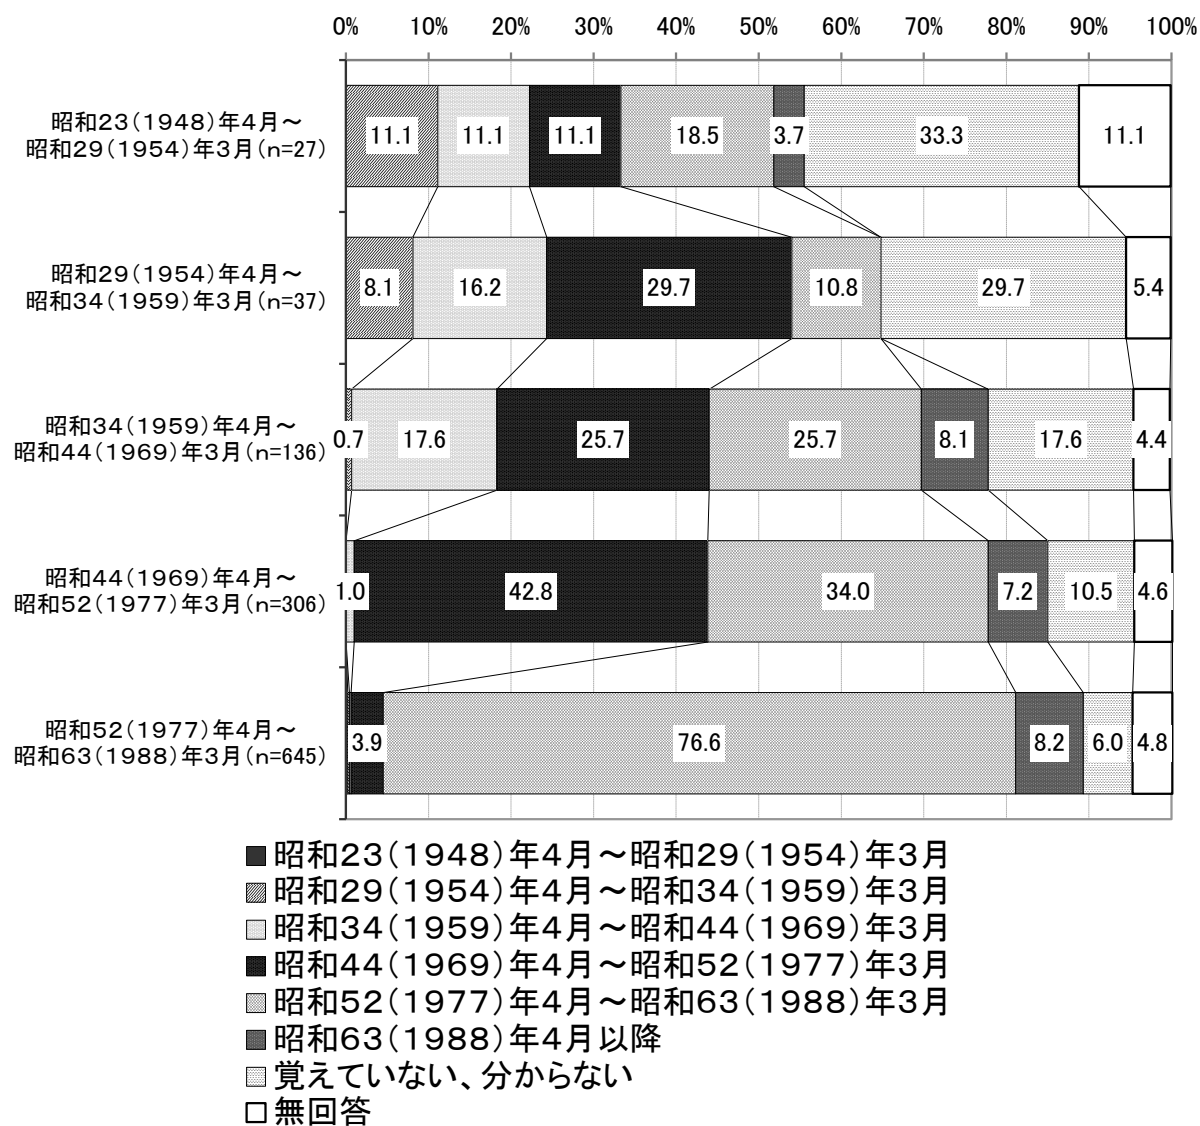 0% 10% 20% 30% 40% 50% 60% 70% 80% 90% 100%
昭和23(1948)年4月～
昭和29(1954)年3月(n=27)
11.1 11.1 11.1 18.5 3.7 33.3 11.1
昭和29(1954)年4月～
昭和34(1959)年3月(n=37)
8.1 16.2 29.7 10.8 29.7 5.4
昭和34(1959)年4月～
昭和44(1969)年3月(n=136)
0.7 17.6 25.7 25.7 8.1 17.6 4.4
昭和44(1969)年4月～
昭和52(1977)年3月(n=306)
1.0 42.8 34.0 7.2 10.5 4.6
昭和52(1977)年4月～
昭和63(1988)年3月(n=645)
3.9 76.6 8.2 6.0 4.8
昭和23(1948)年4月～昭和29(1954)年3月
昭和29(1954)年4月～昭和34(1959)年3月
昭和34(1959)年4月～昭和44(1969)年3月
昭和44(1969)年4月～昭和52(1977)年3月
昭和52(1977)年4月～昭和63(1988)年3月
昭和63(1988)年4月以降
覚えていない、分からない
無回答